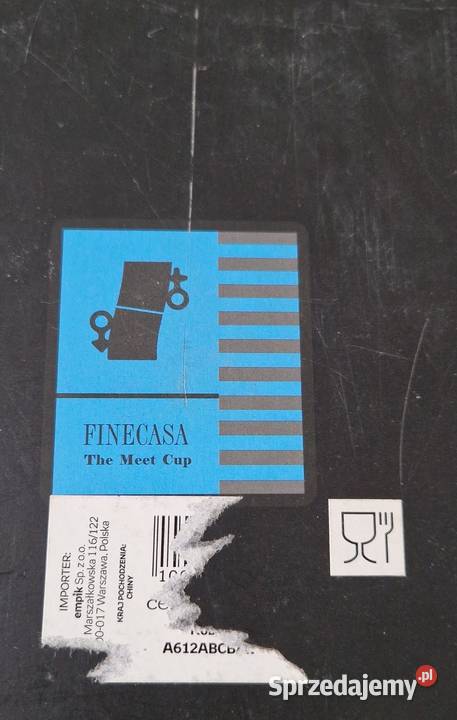 FINECASA
The Meet Cup
IMPORTER:
empik Sp. z o.o.
Marszałkowska 116/122
00-017 Warszawa, Polska
KRAJ POCHODZENIA:
CHINY
Sprzedajemy.pl